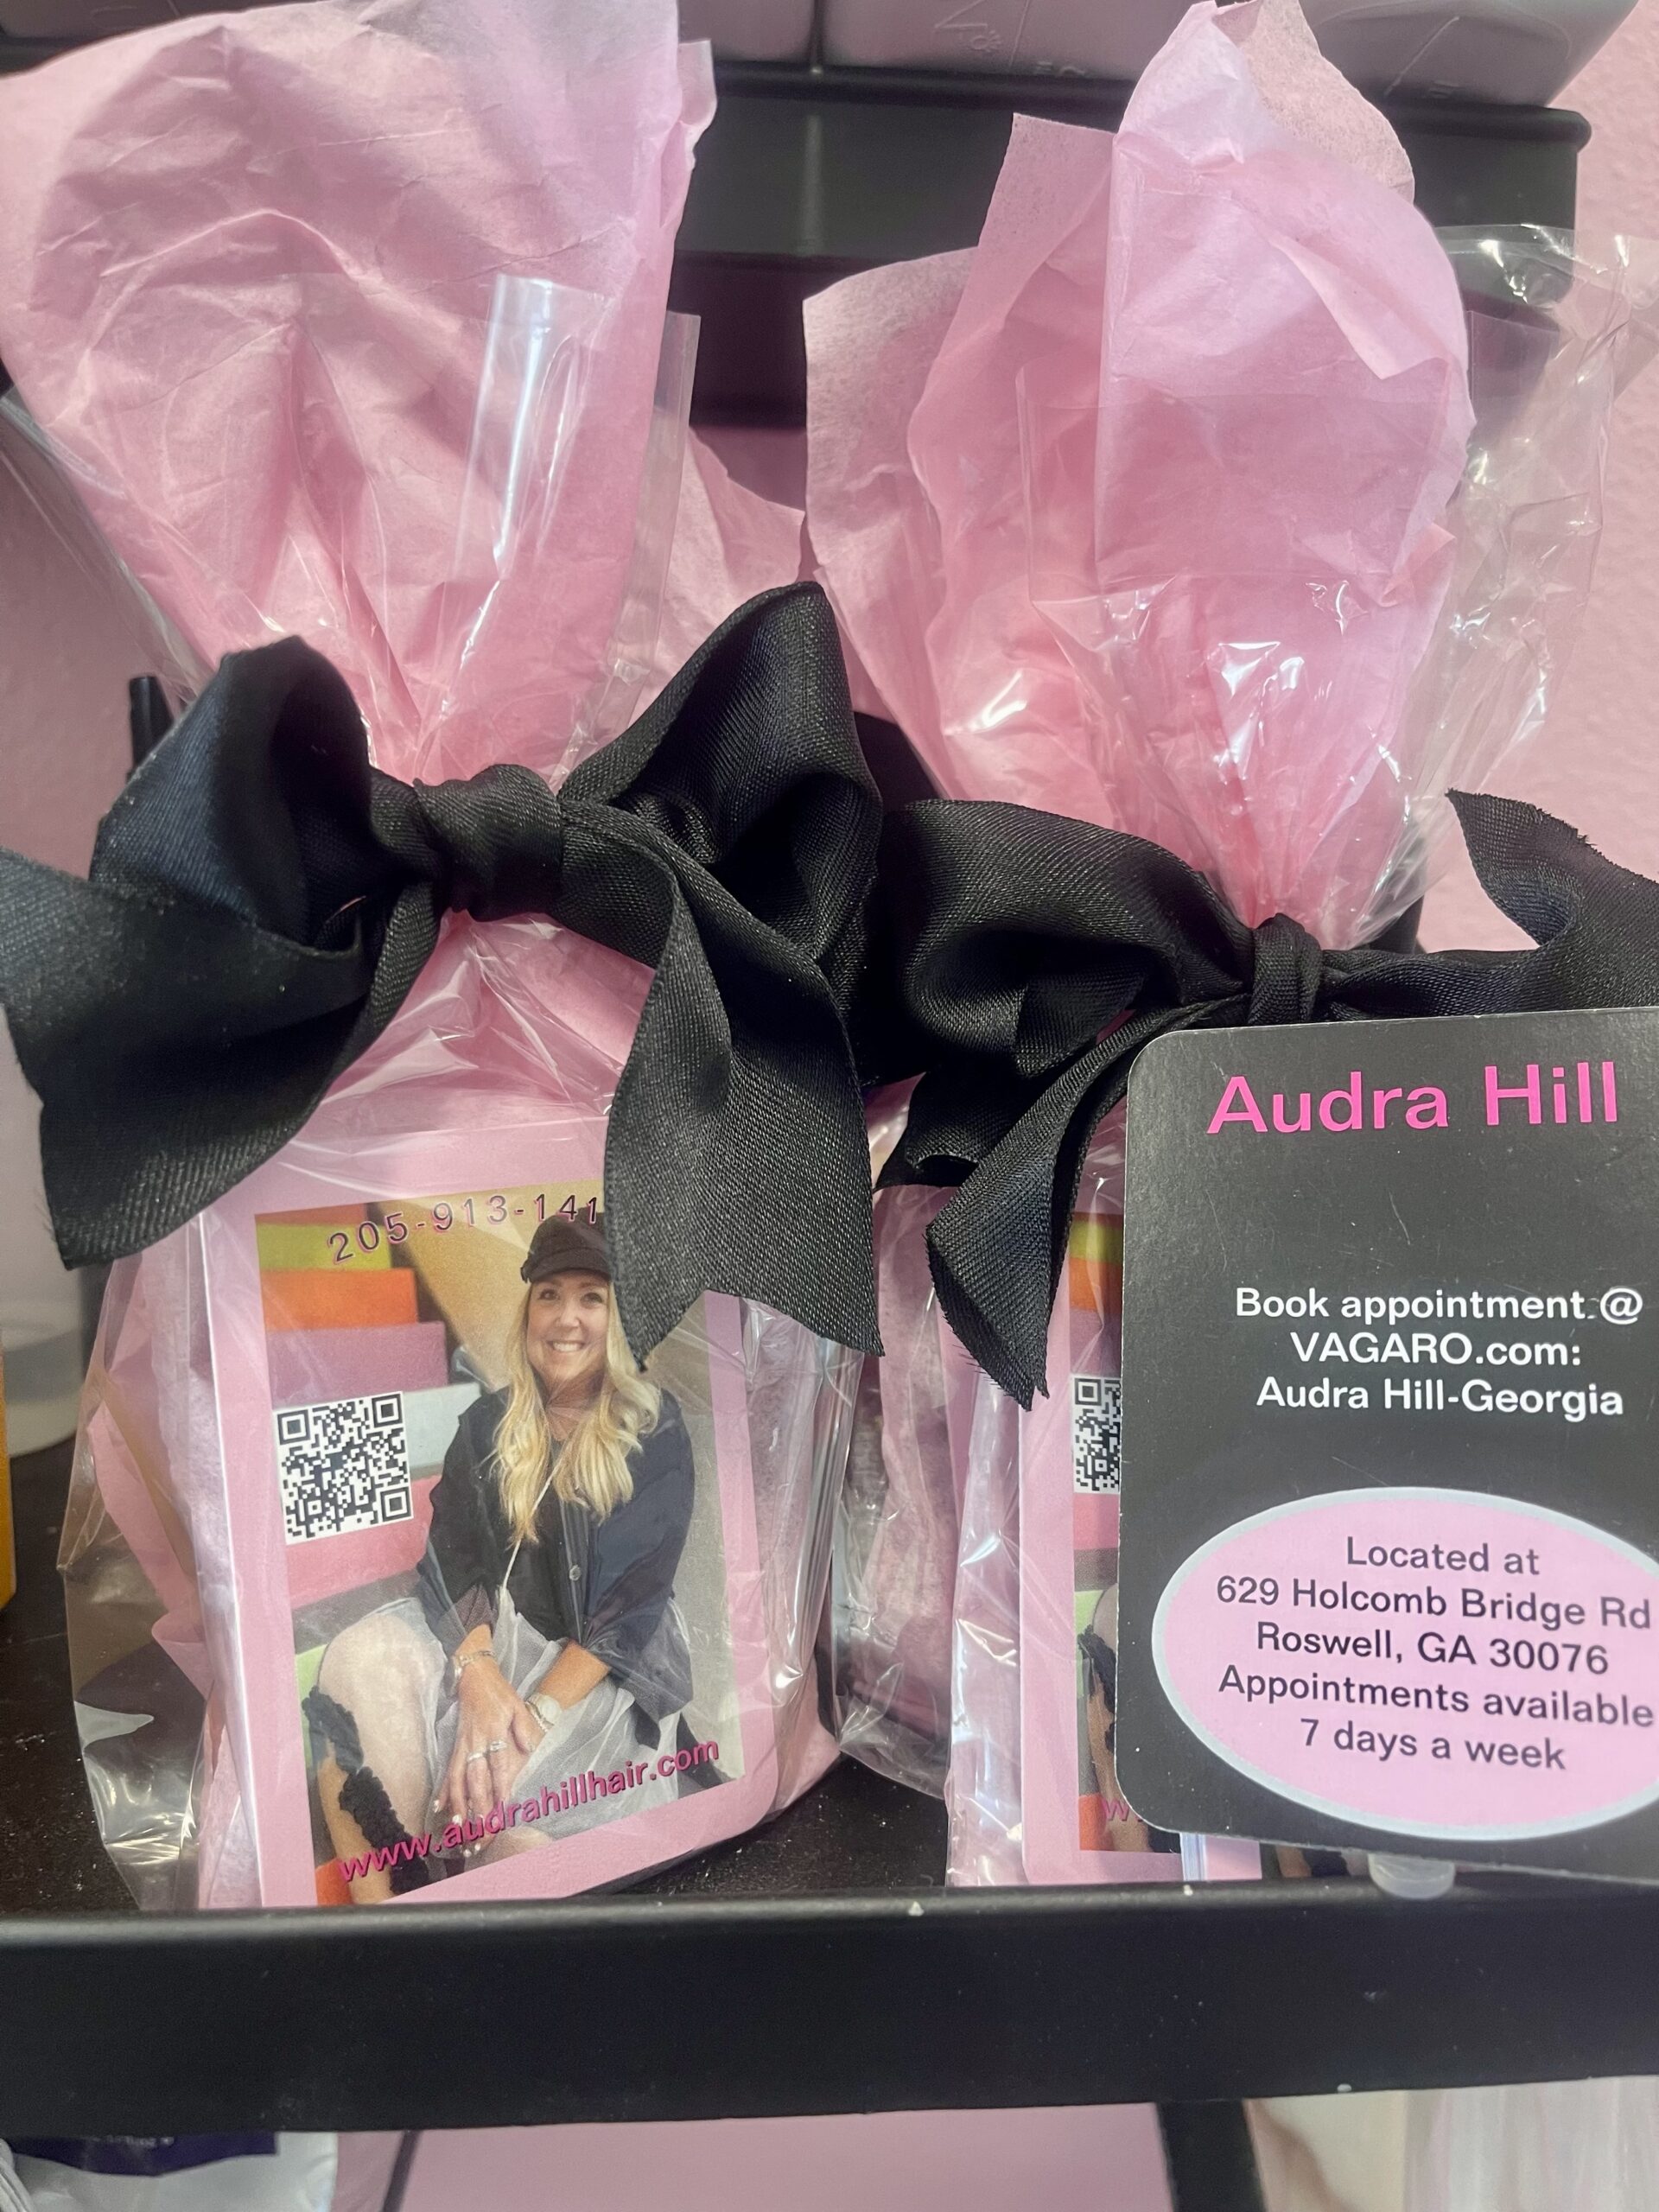 205-913-141
www.audrahillhair.com
Audra Hill
Book appointment @
VAGARO.com:
Audra Hill-Georgia
Located at
629 Holcomb Bridge Rd
Roswell, GA 30076
Appointments available
7 days a week